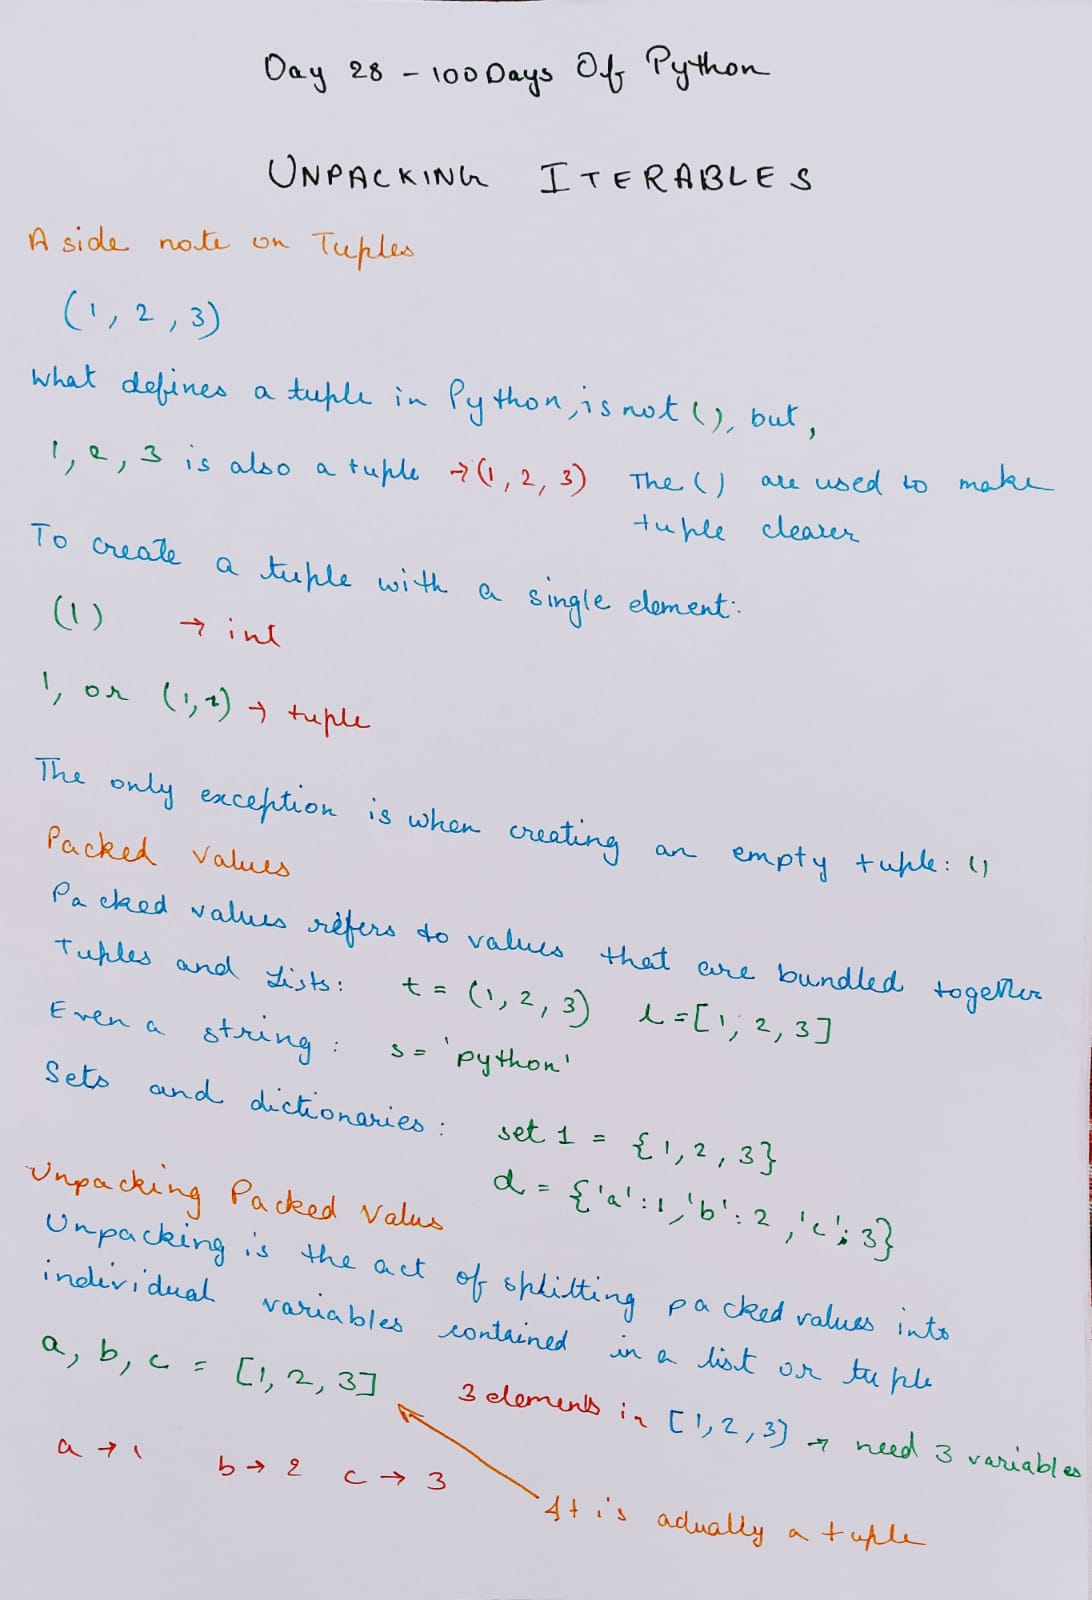 Day 28 - 100 Days Of Python
UNPACKING ITERABLES
A side note on Tuples
(1, 2, 3)
What defines a tuple in Python, is not (), but,
1, 2, 3 is also a tuple → (1, 2, 3) The () are used to make
tuple clearer
To create a tuple with a single element:
(1) → int
1, or (1, 2) → tuple
The only exception is when creating an empty tuple: ()
Packed Values
Packed values refers to values that are bundled together
Tuples and Lists: t = (1, 2, 3) L = [1, 2, 3]
Even a string: s = 'python'
Sets and dictionaries: set 1 = {1, 2, 3}
d = {'a': 1, 'b': 2, 'c': 3}
Unpacking Packed Valus
Unpacking is the act of splitting packed values into
individual variables contained in a list or tuple
a, b, c = [1, 2, 3] 3 elements in [1, 2, 3] → need 3 variables
a → 1 b → 2 c → 3
It is actually a tuple